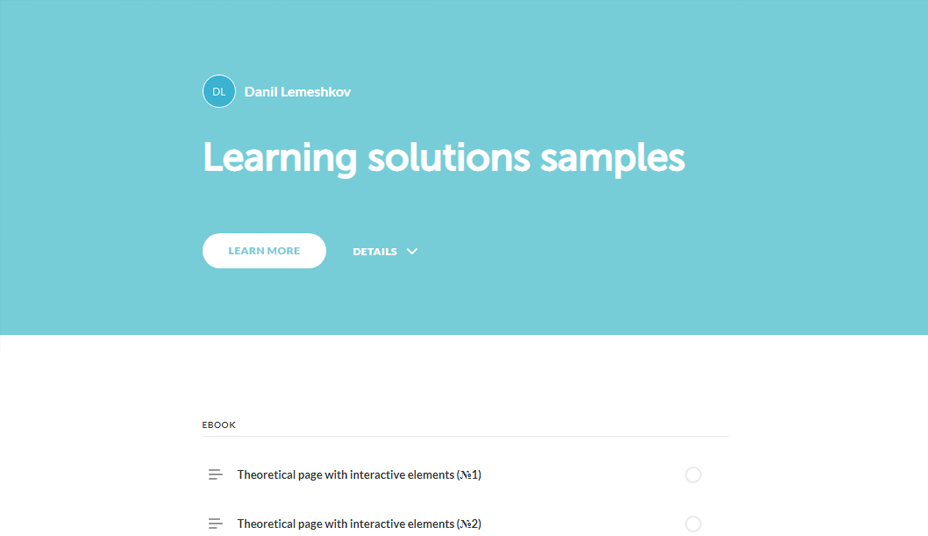 DL
Danil Lemeshkov
Learning solutions samples
LEARN MORE
DETAILS
EBOOK
Theoretical page with interactive elements (№1)
Theoretical page with interactive elements (№2)